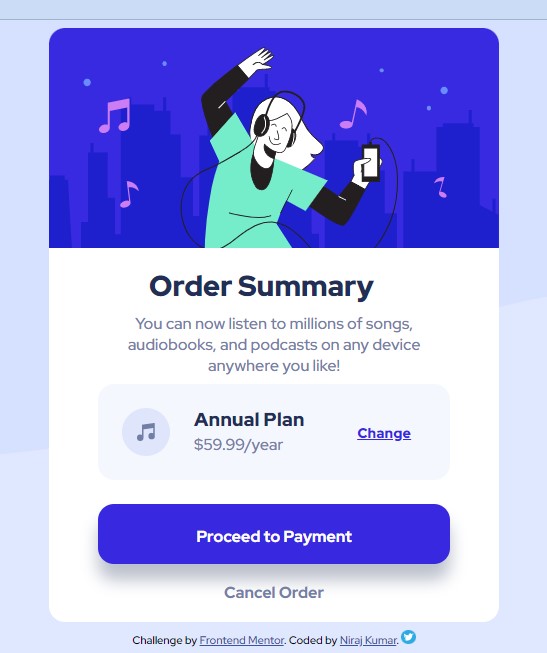 Order Summary
You can now listen to millions of songs,
audiobooks, and podcasts on any device
anywhere you like!
Annual Plan
$59.99/year
Change
Proceed to Payment
Cancel Order
Challenge by Frontend Mentor. Coded by Niraj Kumar.